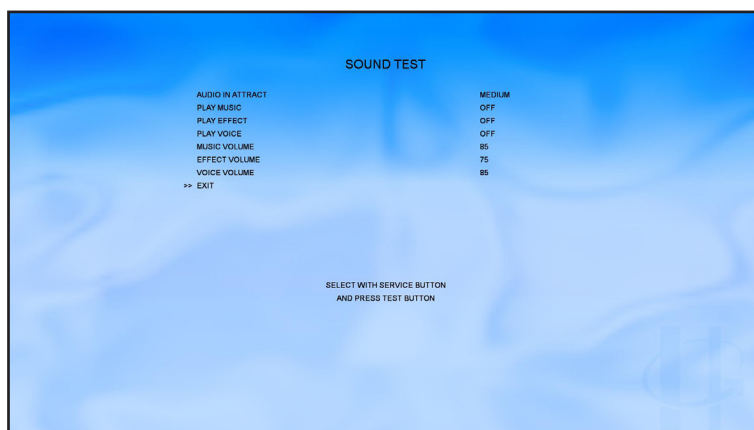 SOUND TEST
AUDIO IN ATTRACT MEDIUM
PLAY MUSIC OFF
PLAY EFFECT OFF
PLAY VOICE OFF
MUSIC VOLUME 85
EFFECT VOLUME 75
VOICE VOLUME 85
>> EXIT
SELECT WITH SERVICE BUTTON
AND PRESS TEST BUTTON